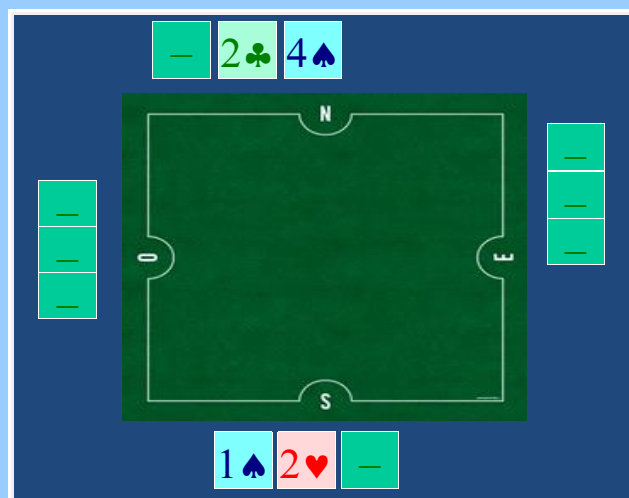 — 2♣ 4♠
N
—
—
—
O
E
—
—
—
S
1♠ 2♥ —